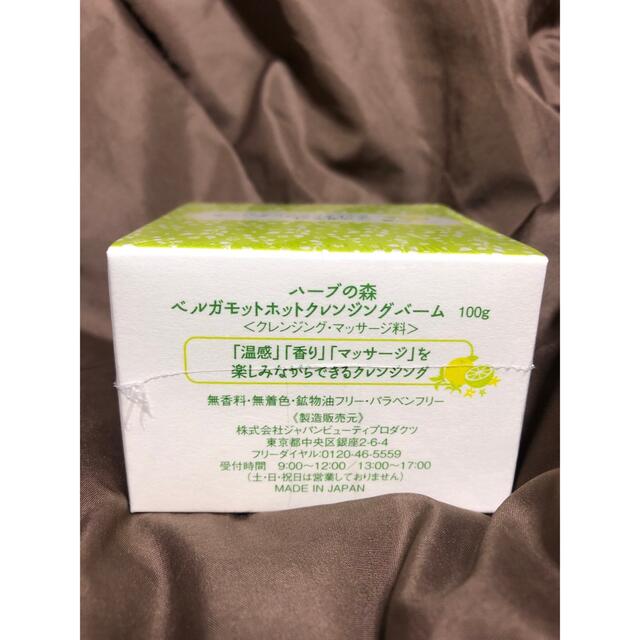 ハーブの森
ベルガモットホットクレンジングバーム 100g
＜クレンジング・マッサージ料＞
「温感」「香り」「マッサージ」を
楽しみながらできるクレンジング
無香料・無着色・鉱物油フリー・パラベンフリー
《製造販売元》
株式会社ジャパンビューティプロダクツ
東京都中央区銀座2-6-4
フリーダイヤル:0120-46-5559
受付時間 9:00〜12:00／13:00〜17:00
（土・日・祝日は営業しておりません）
MADE IN JAPAN